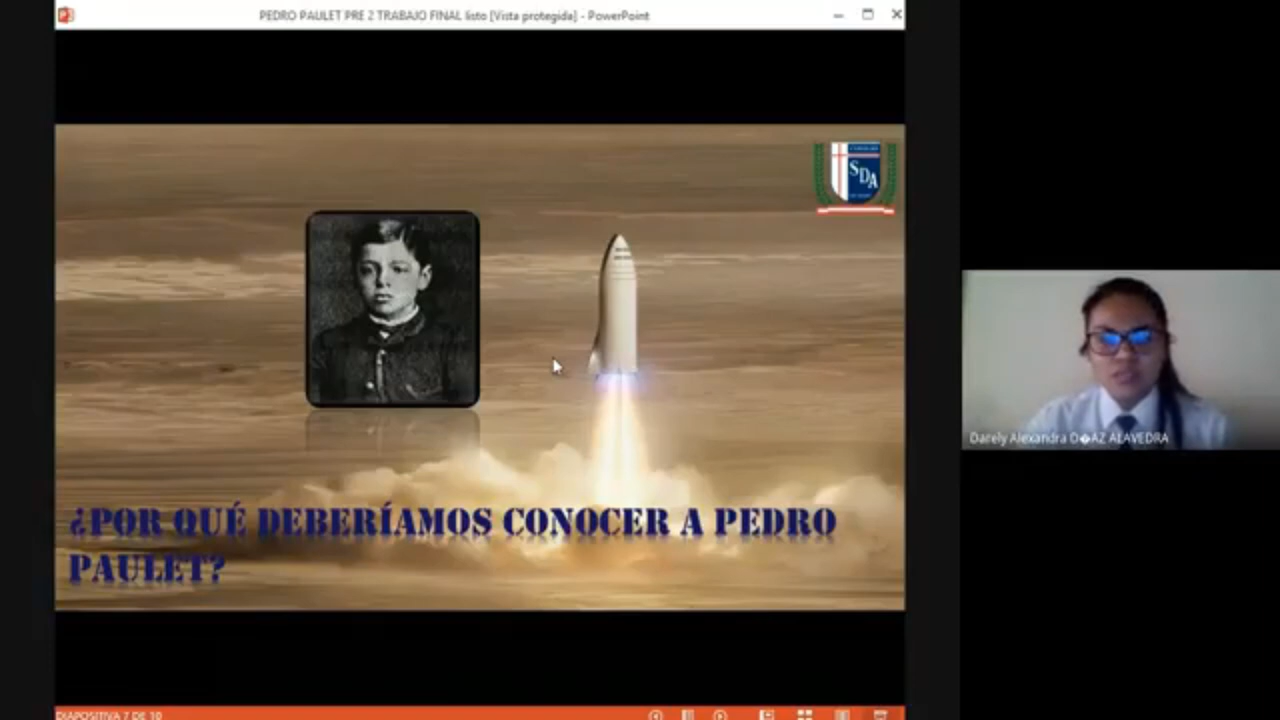 PEDRO PAULET PRE 2 TRABAJO FINAL listo [Vista protegida] - PowerPoint
SDA
¿POR QUÉ DEBERÍAMOS CONOCER A PEDRO
PAULET?
Darely Alexandra D�AZ ALAVEDRA
DIAPOSITIVA 7 DE 10